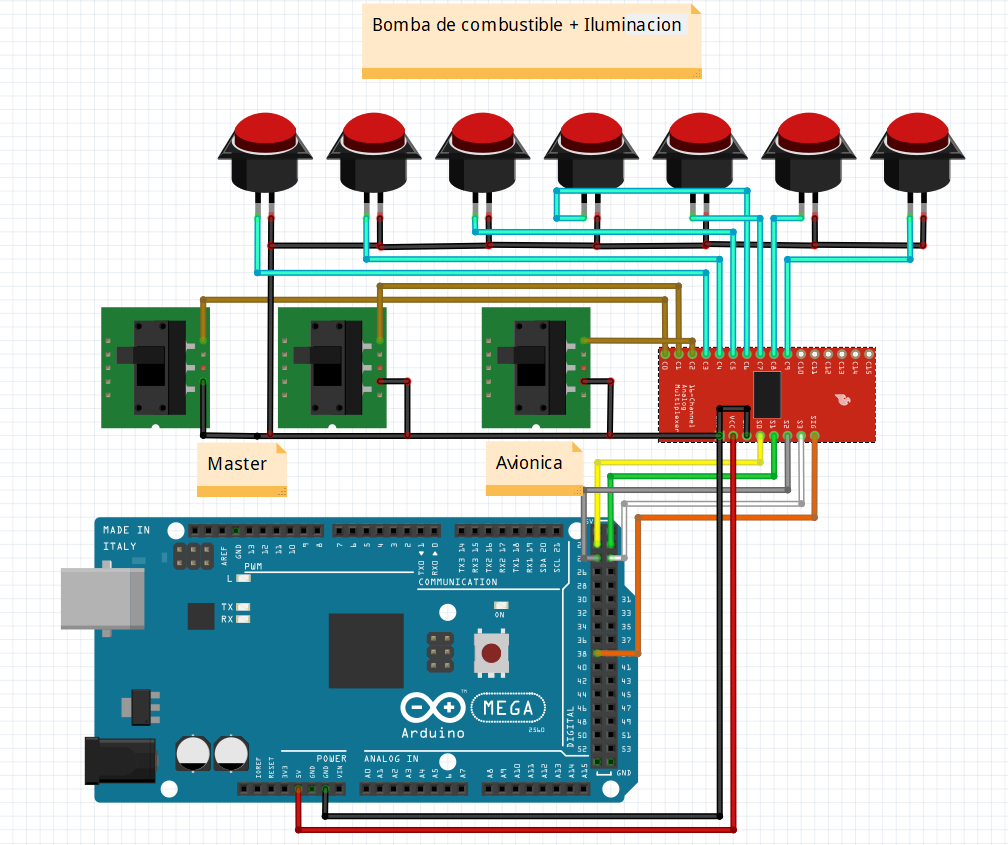 Bomba de combustible + Iluminacion
C0 C1 C2 C3 C4 C5 C6 C7 C8 C9 C10 C11 C12 C13 C14 C15
16-Channel
Analog
Multiplexer
VCC S0 S1 S2 S3 SIG
Master
Avionica
MADE IN
ITALY
AREF GND 13 12 11 10 9 8 7 6 5 4 3 2 TX0 1 RX0 0 TX3 14 RX3 15 TX2 16 RX2 17 TX1 18 RX1 19 SDA 20 SCL 21
PWM
COMMUNICATION
L
TX
RX
ON
26
28
30 31
32 33
34 35
36 37
38
40 41
42 43
44 45
46 47
48 49
50 51
52 53
GND
DIGITAL
TM
MEGA
2560
Arduino
POWER
ANALOG IN
IOREF RESET 3V3 5V GND GND VIN A0 A1 A2 A3 A4 A5 A6 A7 A8 A9 A10 A11 A12 A13 A14 A15